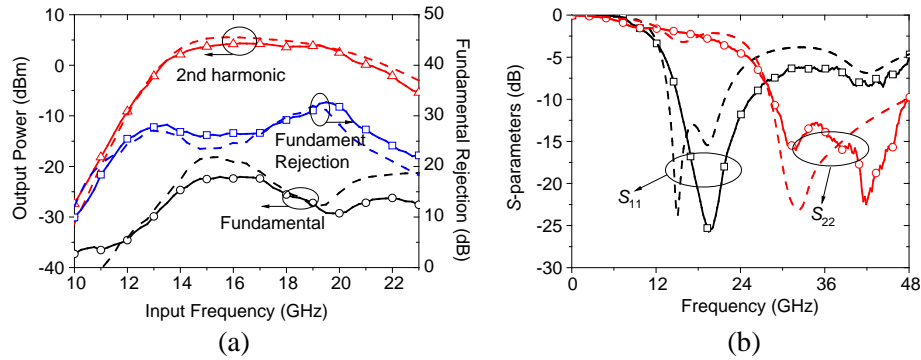 10
0
-10
-20
-30
-40
Output Power (dBm)
50
40
30
20
10
0
Fundamental Rejection (dB)
2nd harmonic
Fundament
Rejection
Fundamental
10 12 14 16 18 20 22
Input Frequency (GHz)
(a)
0
-5
-10
-15
-20
-25
-30
S-parameters (dB)
S11
S22
0 12 24 36 48
Frequency (GHz)
(b)